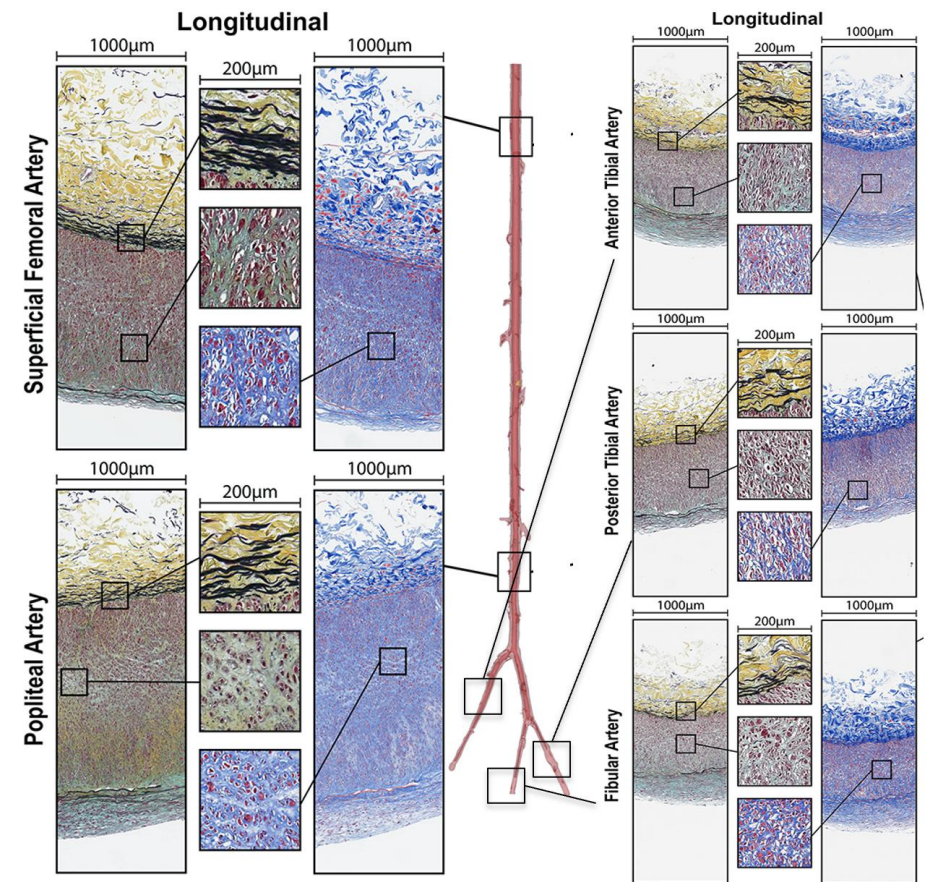 Longitudinal
1000µm
200µm
1000µm
Superficial Femoral Artery
1000µm
200µm
1000µm
Popliteal Artery
Longitudinal
1000µm
200µm
1000µm
Anterior Tibial Artery
1000µm
200µm
1000µm
Posterior Tibial Artery
1000µm
200µm
1000µm
Fibular Artery